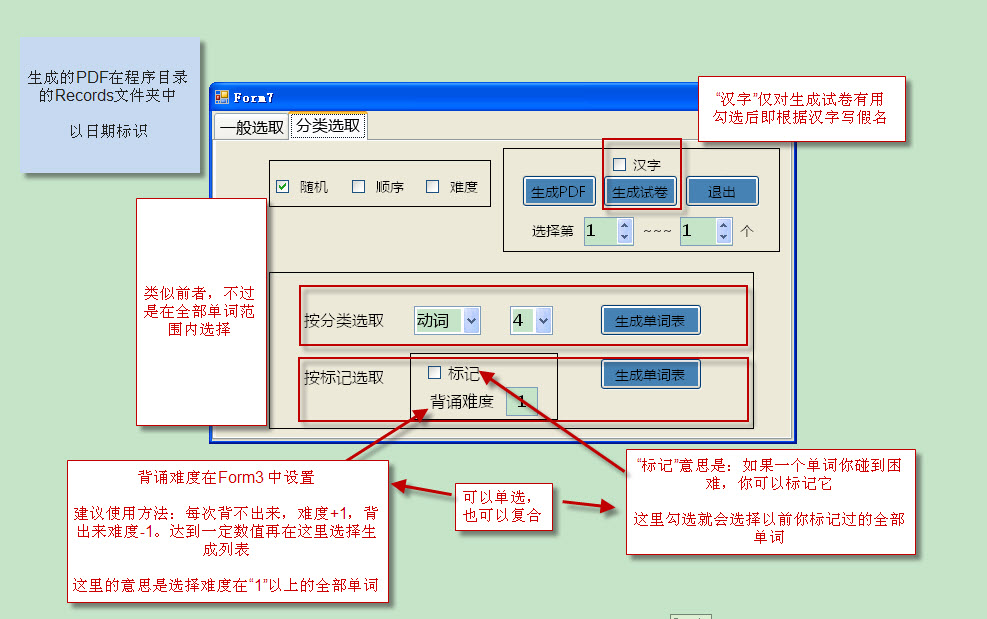 生成的PDF在程序目录
的Records文件夹中
以日期标识
Form7
"汉字"仅对生成试卷有用
勾选后即根据汉字写假名
一般选取
分类选取
随机
顺序
难度
汉字
生成PDF
生成试卷
退出
选择第
1
~~~
1
个
类似前者，不过
是在全部单词范
围内选择
按分类选取
动词
4
生成单词表
按标记选取
标记
生成单词表
背诵难度
1
背诵难度在Form3 中设置
建议使用方法：每次背不出来，难度+1，背
出来难度-1。达到一定数值再在这里选择生
成列表
这里的意思是选择难度在“1”以上的全部单词
可以单选，
也可以复合
“标记”意思是：如果一个单词你碰到困
难，你可以标记它
这里勾选就会选择以前你标记过的全部
单词